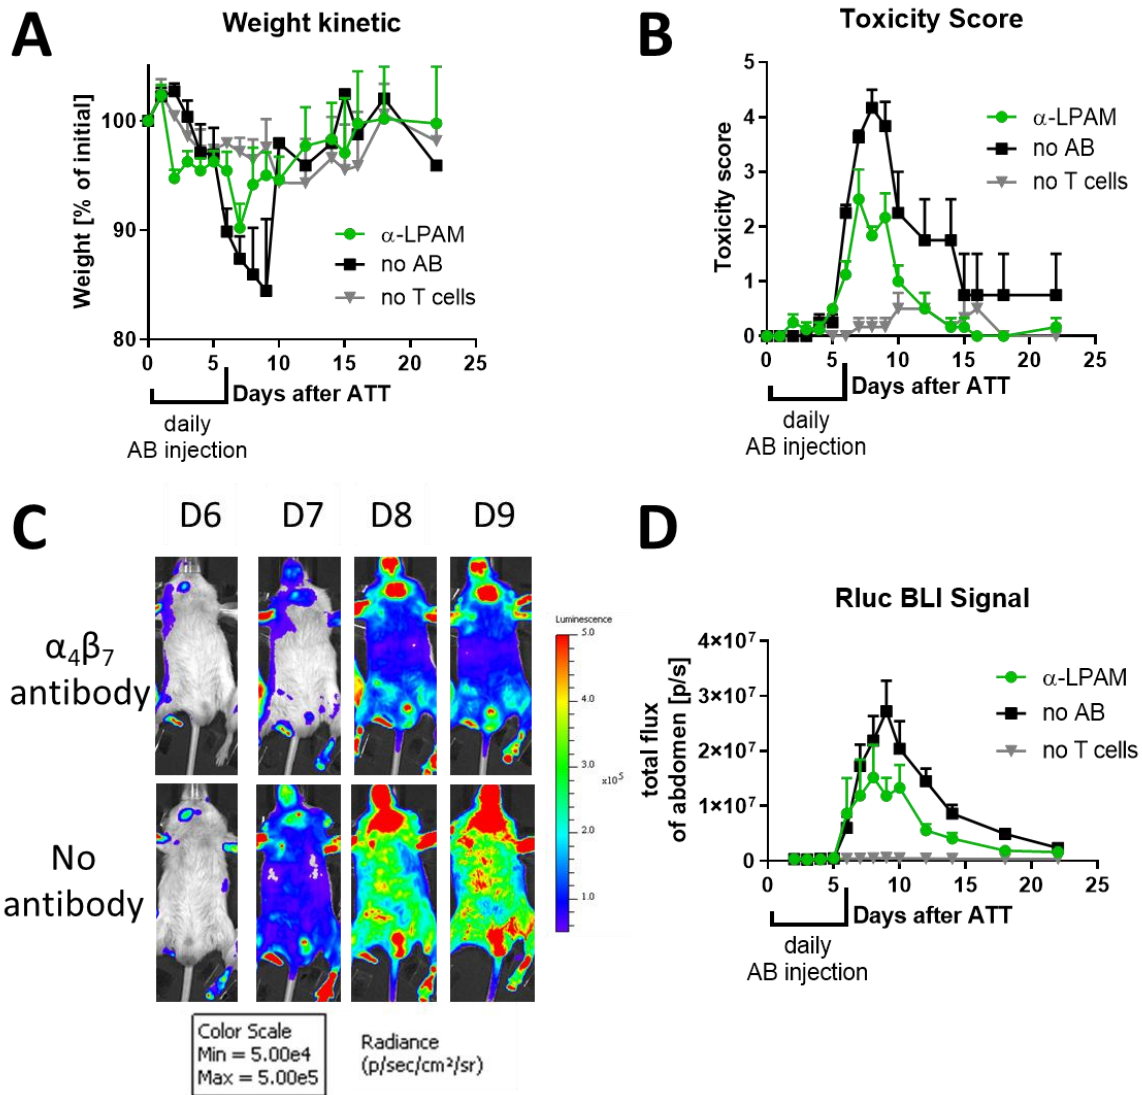 A
Weight kinetic
Weight [% of initial]
100
90
80
α-LPAM
no AB
no T cells
0 5 10 15 20 25
Days after ATT
daily
AB injection
B
Toxicity Score
Toxicity score
5
4
3
2
1
0
α-LPAM
no AB
no T cells
0 5 10 15 20 25
Days after ATT
daily
AB injection
C
D6 D7 D8 D9
α₄β₇
antibody
No
antibody
Luminescence
5.0
4.0
3.0
x10⁵
2.0
1.0
Color Scale
Min = 5.00e4
Max = 5.00e5
Radiance
(p/sec/cm²/sr)
D
Rluc BLI Signal
total flux
of abdomen [p/s]
4×10⁷
3×10⁷
2×10⁷
1×10⁷
0
α-LPAM
no AB
no T cells
0 5 10 15 20 25
Days after ATT
daily
AB injection